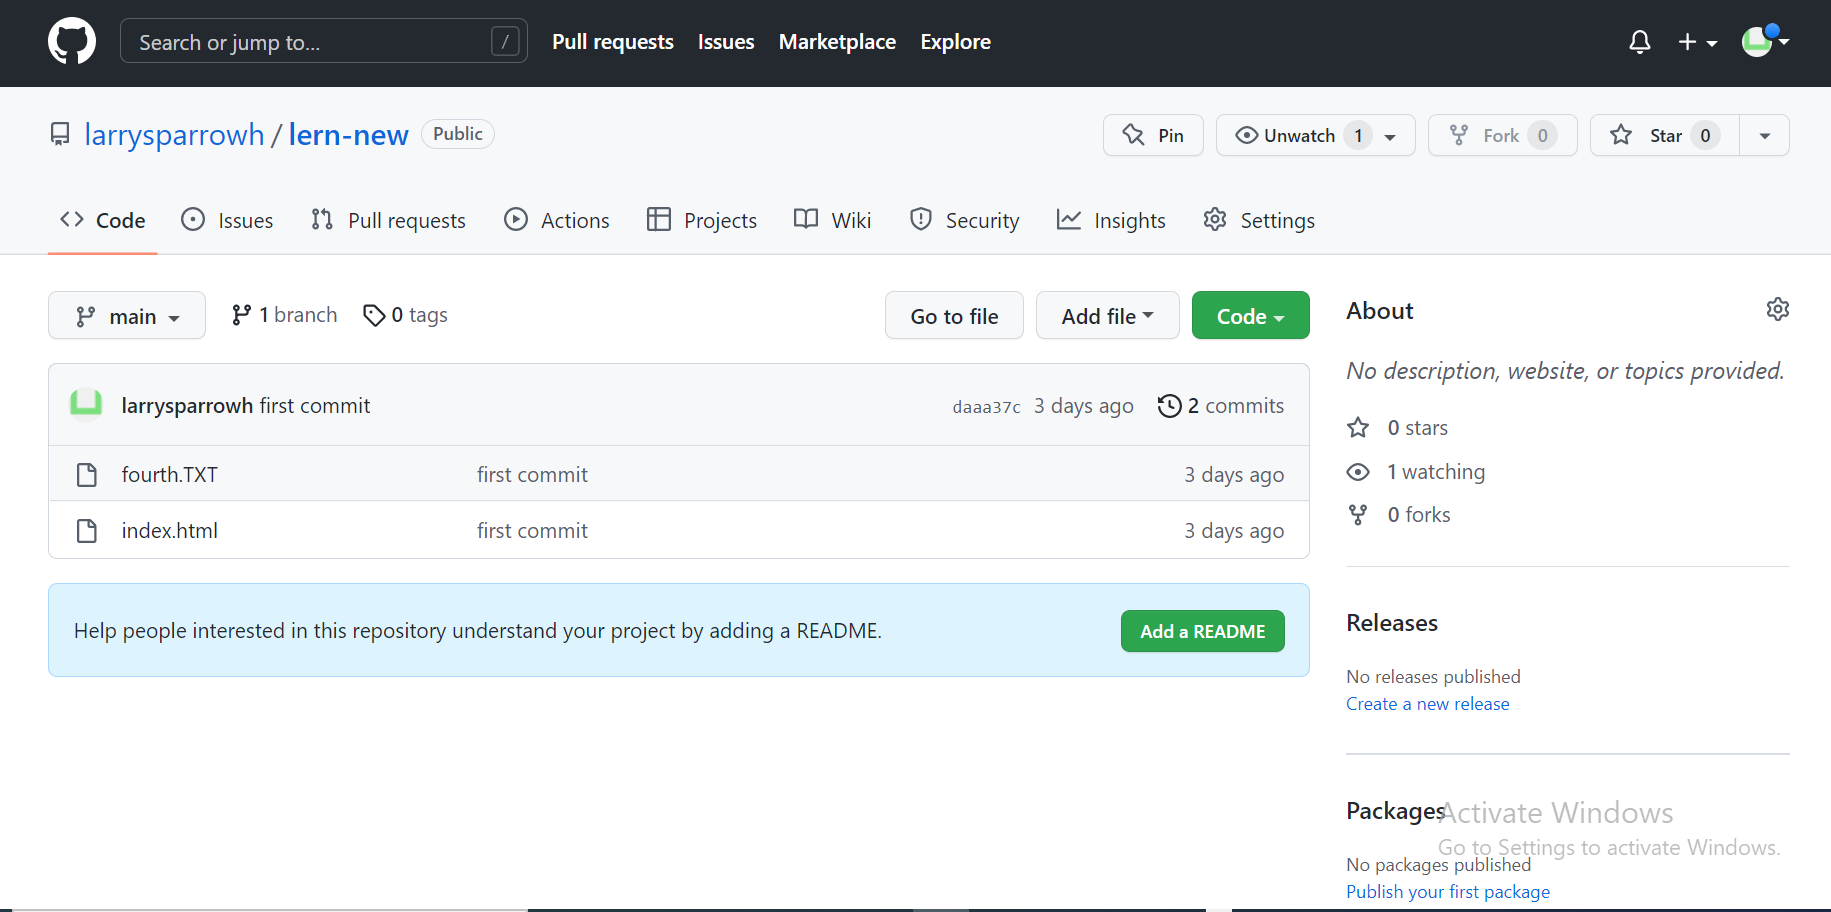 Search or jump to... /
Pull requests Issues Marketplace Explore
larrysparrowh / lern-new Public
Pin Unwatch 1 Fork 0 Star 0
Code Issues Pull requests Actions Projects Wiki Security Insights Settings
main 1 branch 0 tags Go to file Add file Code
larrysparrowh first commit daaa37c 3 days ago 2 commits
fourth.TXT first commit 3 days ago
index.html first commit 3 days ago
Help people interested in this repository understand your project by adding a README. Add a README
About
No description, website, or topics provided.
0 stars
1 watching
0 forks
Releases
No releases published
Create a new release
Packages
No packages published
Publish your first package
Activate Windows
Go to Settings to activate Windows.